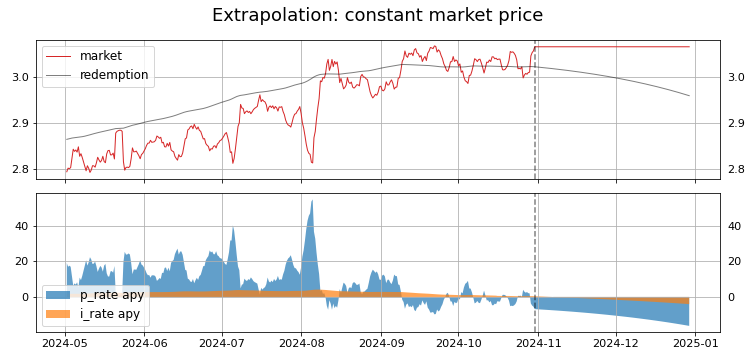 Extrapolation: constant market price
market
redemption
3.0
2.9
2.8
3.0
2.9
2.8
40
20
0
40
20
0
p_rate apy
i_rate apy
2024-05 2024-06 2024-07 2024-08 2024-09 2024-10 2024-11 2024-12 2025-01